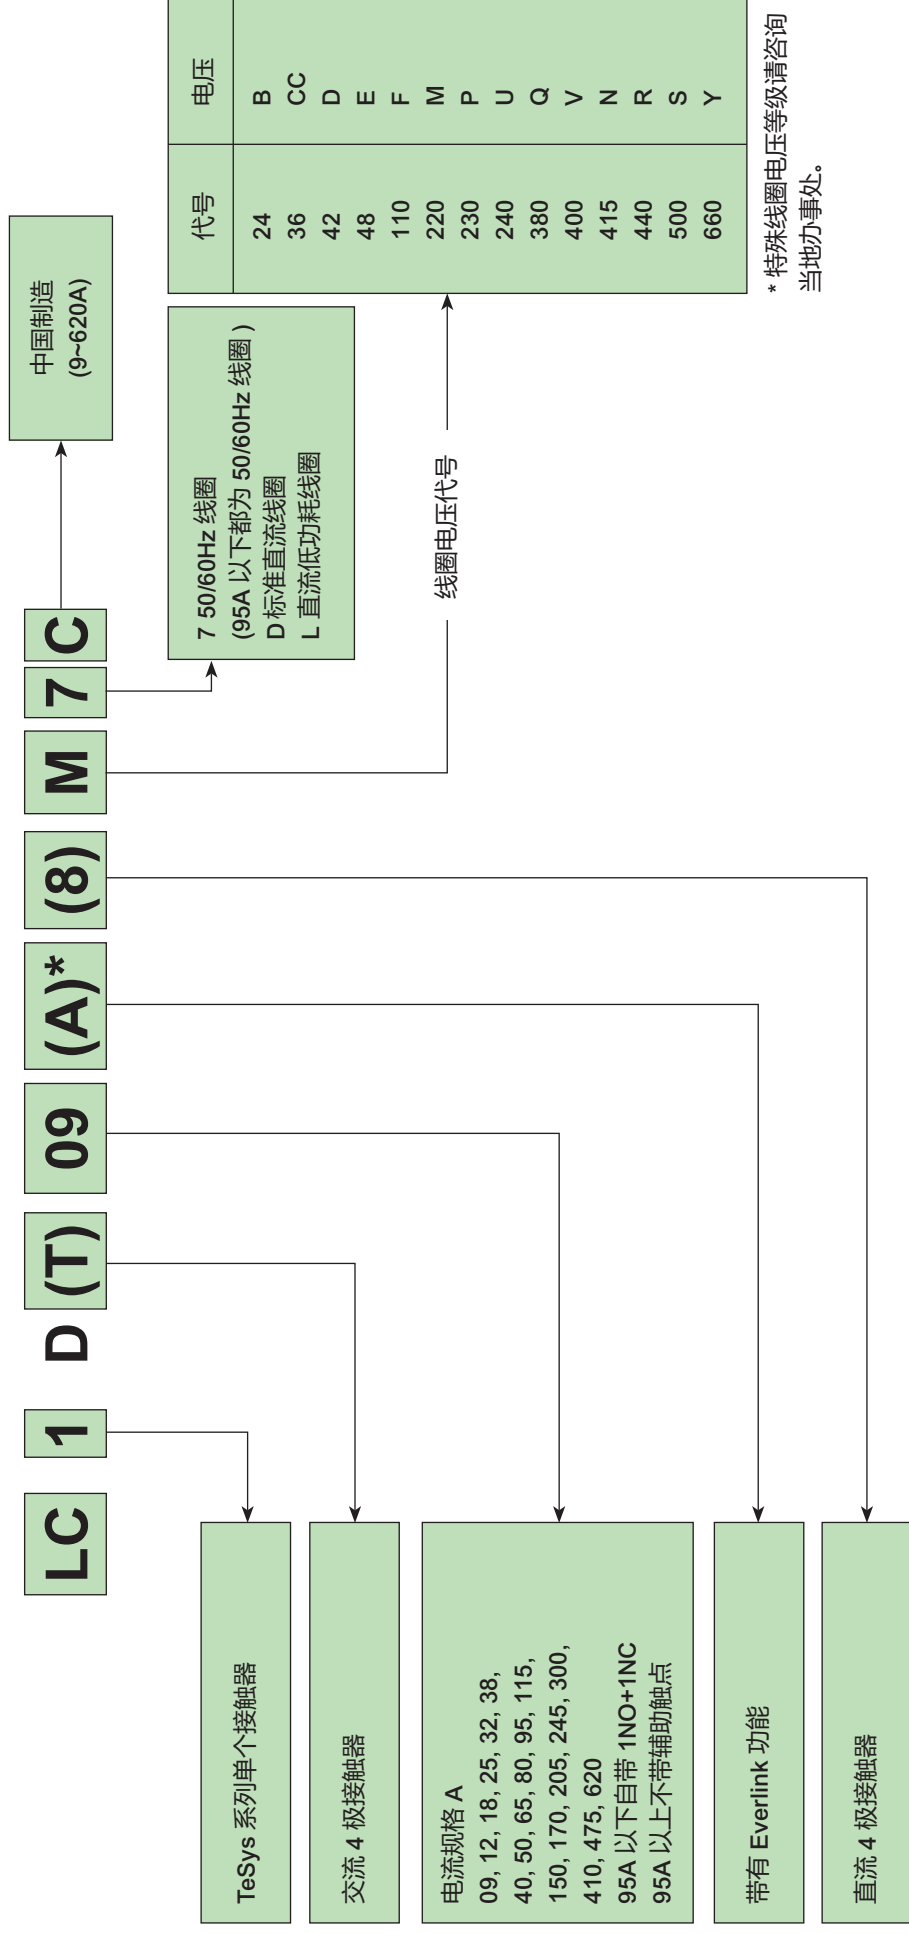 LC 1 D (T) 09 (A)* (8) M 7 C
中国制造
(9~620A)
7 50/60Hz 线圈
(95A 以下都为 50/60Hz 线圈 )
D 标准直流线圈
L 直流低功耗线圈
线圈电压代号
代号 电压
24 B
36 CC
42 D
48 E
110 F
220 M
230 P
240 U
380 Q
400 V
415 N
440 R
500 S
660 Y
* 特殊线圈电压等级请咨询
当地办事处。
TeSys 系列单个接触器
交流 4 极接触器
电流规格 A
09, 12, 18, 25, 32, 38,
40, 50, 65, 80, 95, 115,
150, 170, 205, 245, 300,
410, 475, 620
95A 以下自带 1NO+1NC
95A 以上不带辅助触点
带有 Everlink 功能
直流 4 极接触器